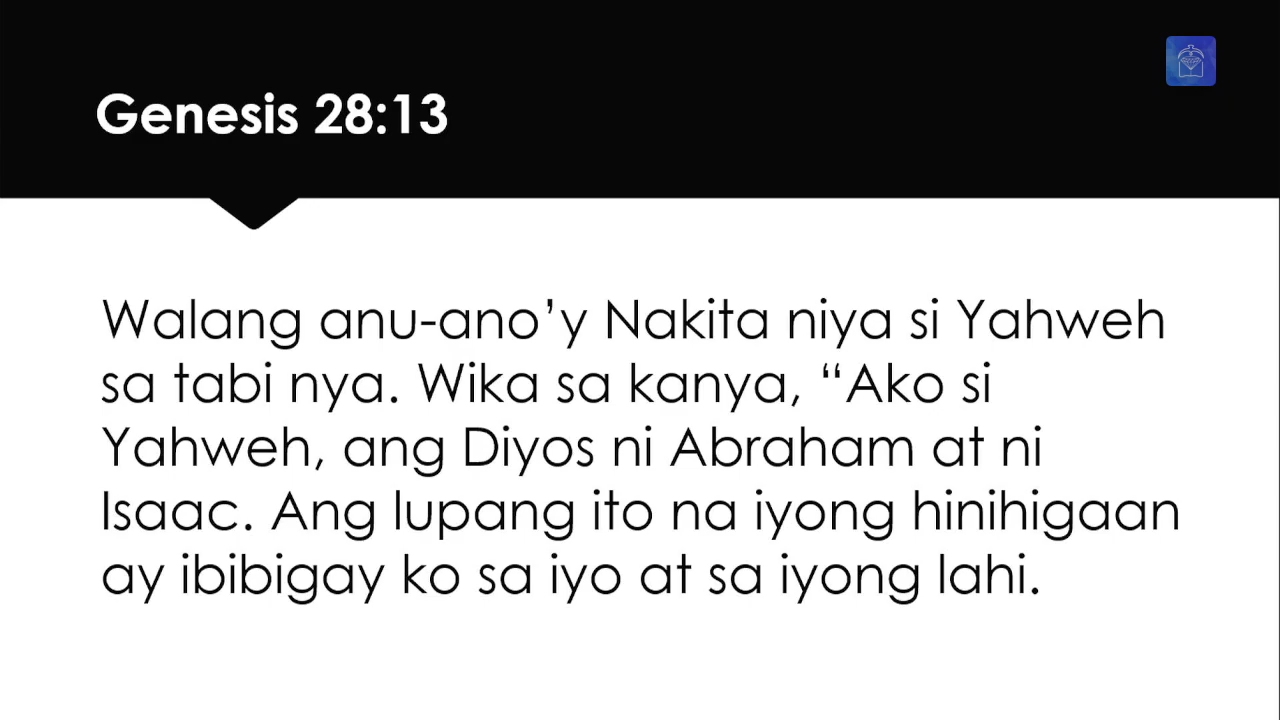 Genesis 28:13
Walang anu-ano’y Nakita niya si Yahweh
sa tabi nya. Wika sa kanya, “Ako si
Yahweh, ang Diyos ni Abraham at ni
Isaac. Ang lupang ito na iyong hinihigaan
ay ibibigay ko sa iyo at sa iyong lahi.